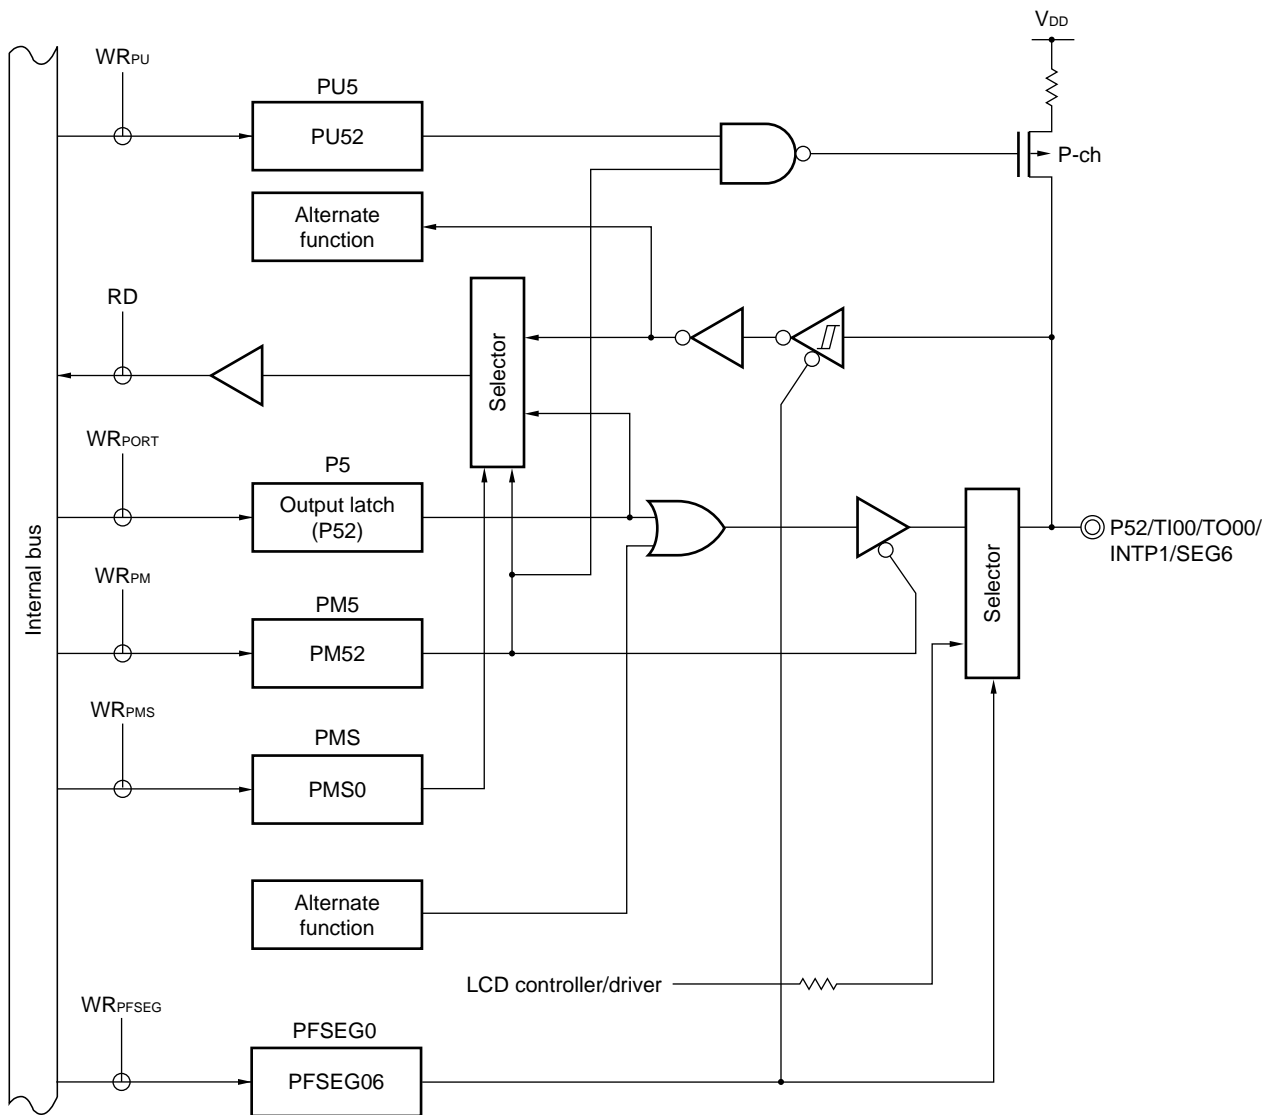 VDD
WRPU
PU5
PU52
P-ch
Alternate
function
RD
Selector
WRPORT
P5
Output latch
(P52)
P52/TI00/TO00/
INTP1/SEG6
Internal bus
WRPM
PM5
PM52
Selector
WRPMS
PMS
PMS0
Alternate
function
LCD controller/driver
WRPFSEG
PFSEG0
PFSEG06